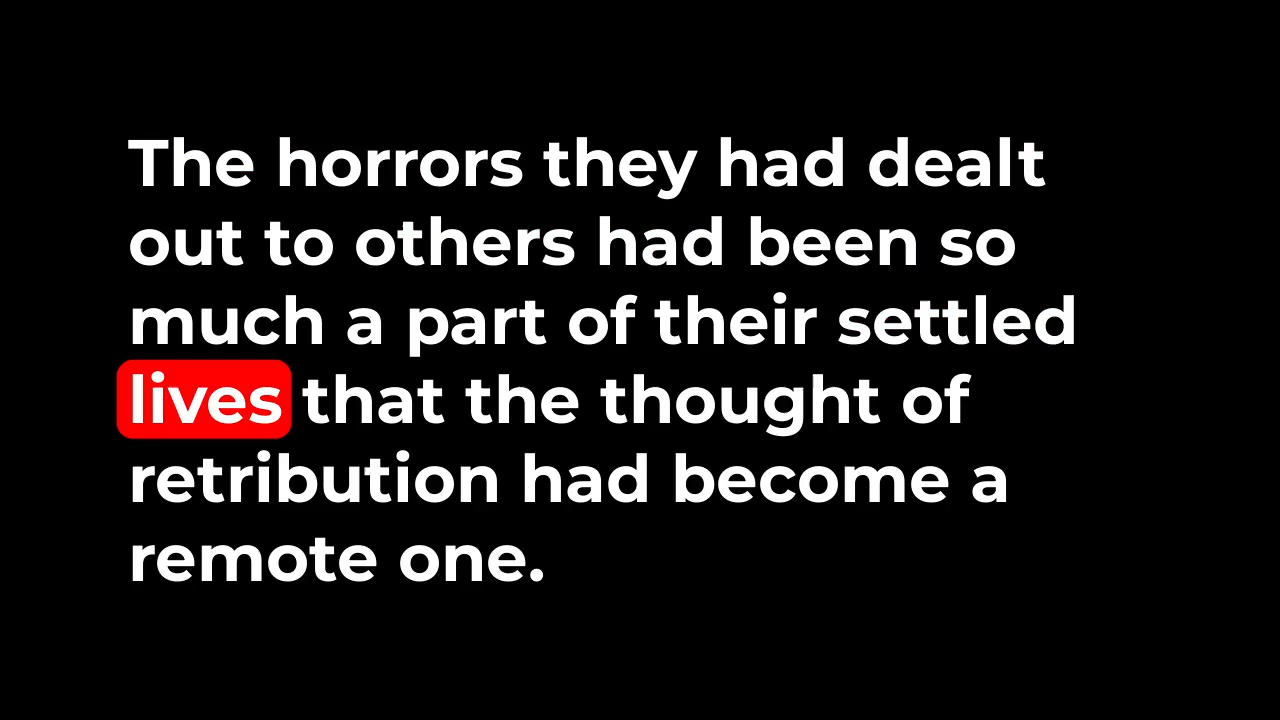 The horrors they had dealt
out to others had been so
much a part of their settled
lives that the thought of
retribution had become a
remote one.